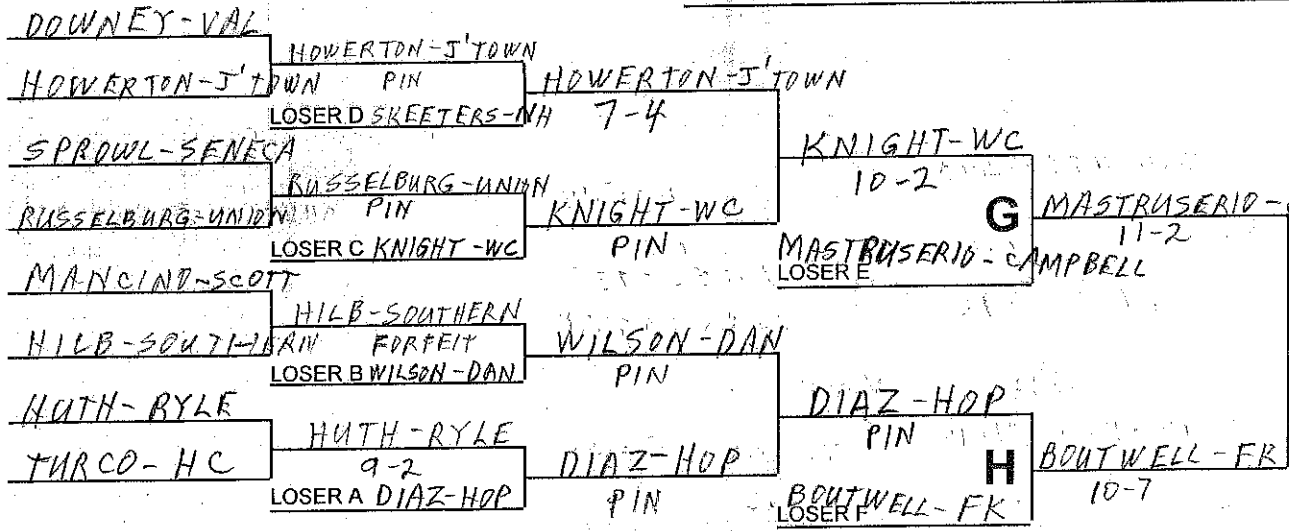 DOWNEY-VAL
HOWERTON-J'TOWN
HOWERTON-J'TOWN
PIN
HOWERTON-J'TOWN
LOSER D SKEETERS-NH
7-4
SPROWL-SENECA
KNIGHT-WC
10-2
RUSSELBURG-UNION
RUSSELBURG-UNION
PIN
KNIGHT-WC
G
MASTRUSERIO-
11-2
LOSER C KNIGHT-WC
PIN
MASTRUSERIO-CAMPBELL
LOSER E
MANCINO-SCOTT
HILB-SOUTHERN
HILB-SOUTHERN
FORFEIT
WILSON-DAN
LOSER B WILSON-DAN
PIN
HUTH-RYLE
DIAZ-HOP
PIN
HUTH-RYLE
TURCO-HC
9-2
DIAZ-HOP
H
BOUTWELL-FK
10-7
LOSER A DIAZ-HOP
PIN
BOUTWELL-FK
LOSER F